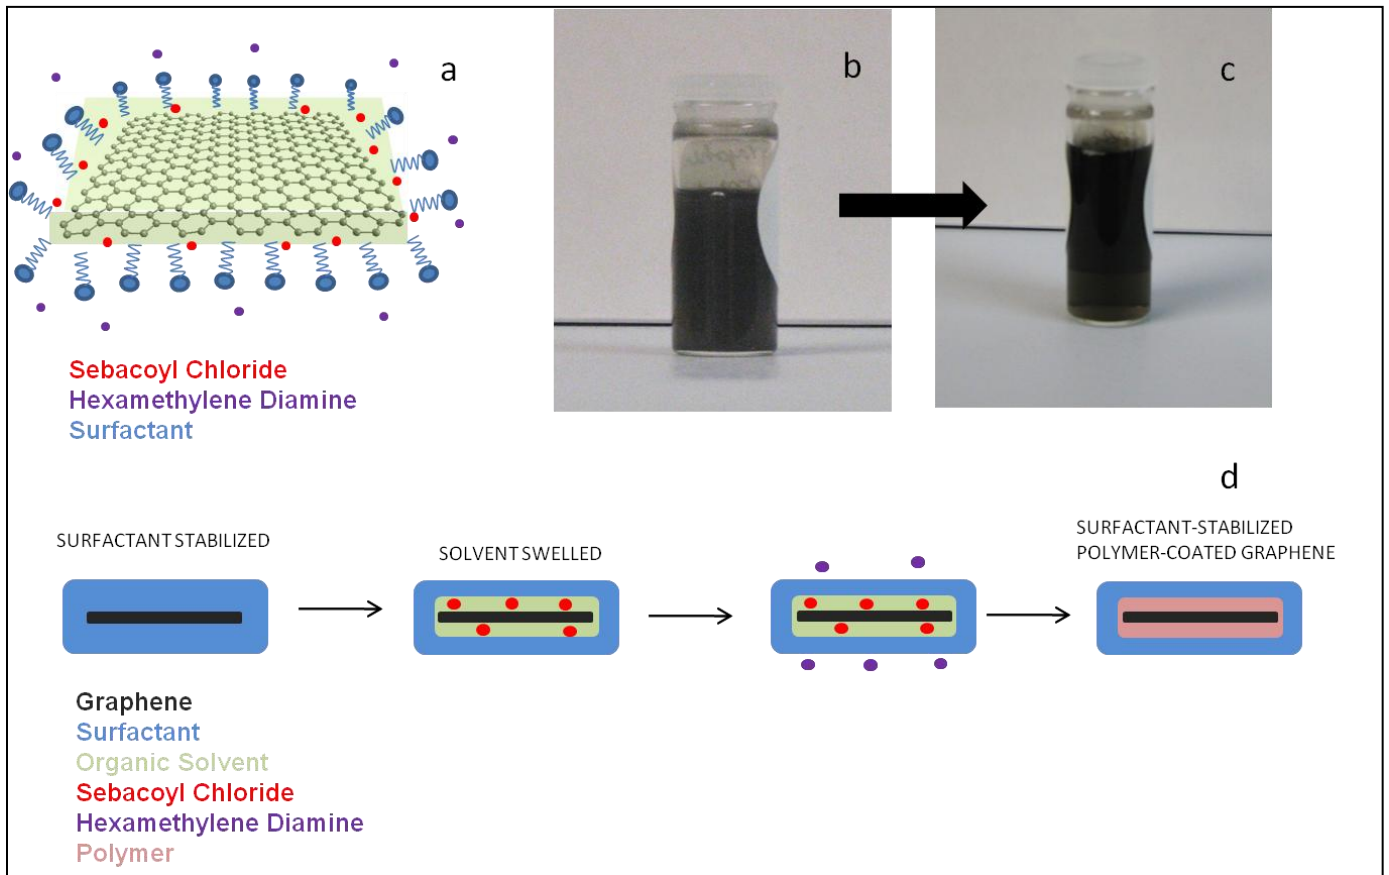 a
b
c
Sebacoyl Chloride
Hexamethylene Diamine
Surfactant
d
SURFACTANT STABILIZED
SOLVENT SWELLED
SURFACTANT-STABILIZED
POLYMER-COATED GRAPHENE
Graphene
Surfactant
Organic Solvent
Sebacoyl Chloride
Hexamethylene Diamine
Polymer